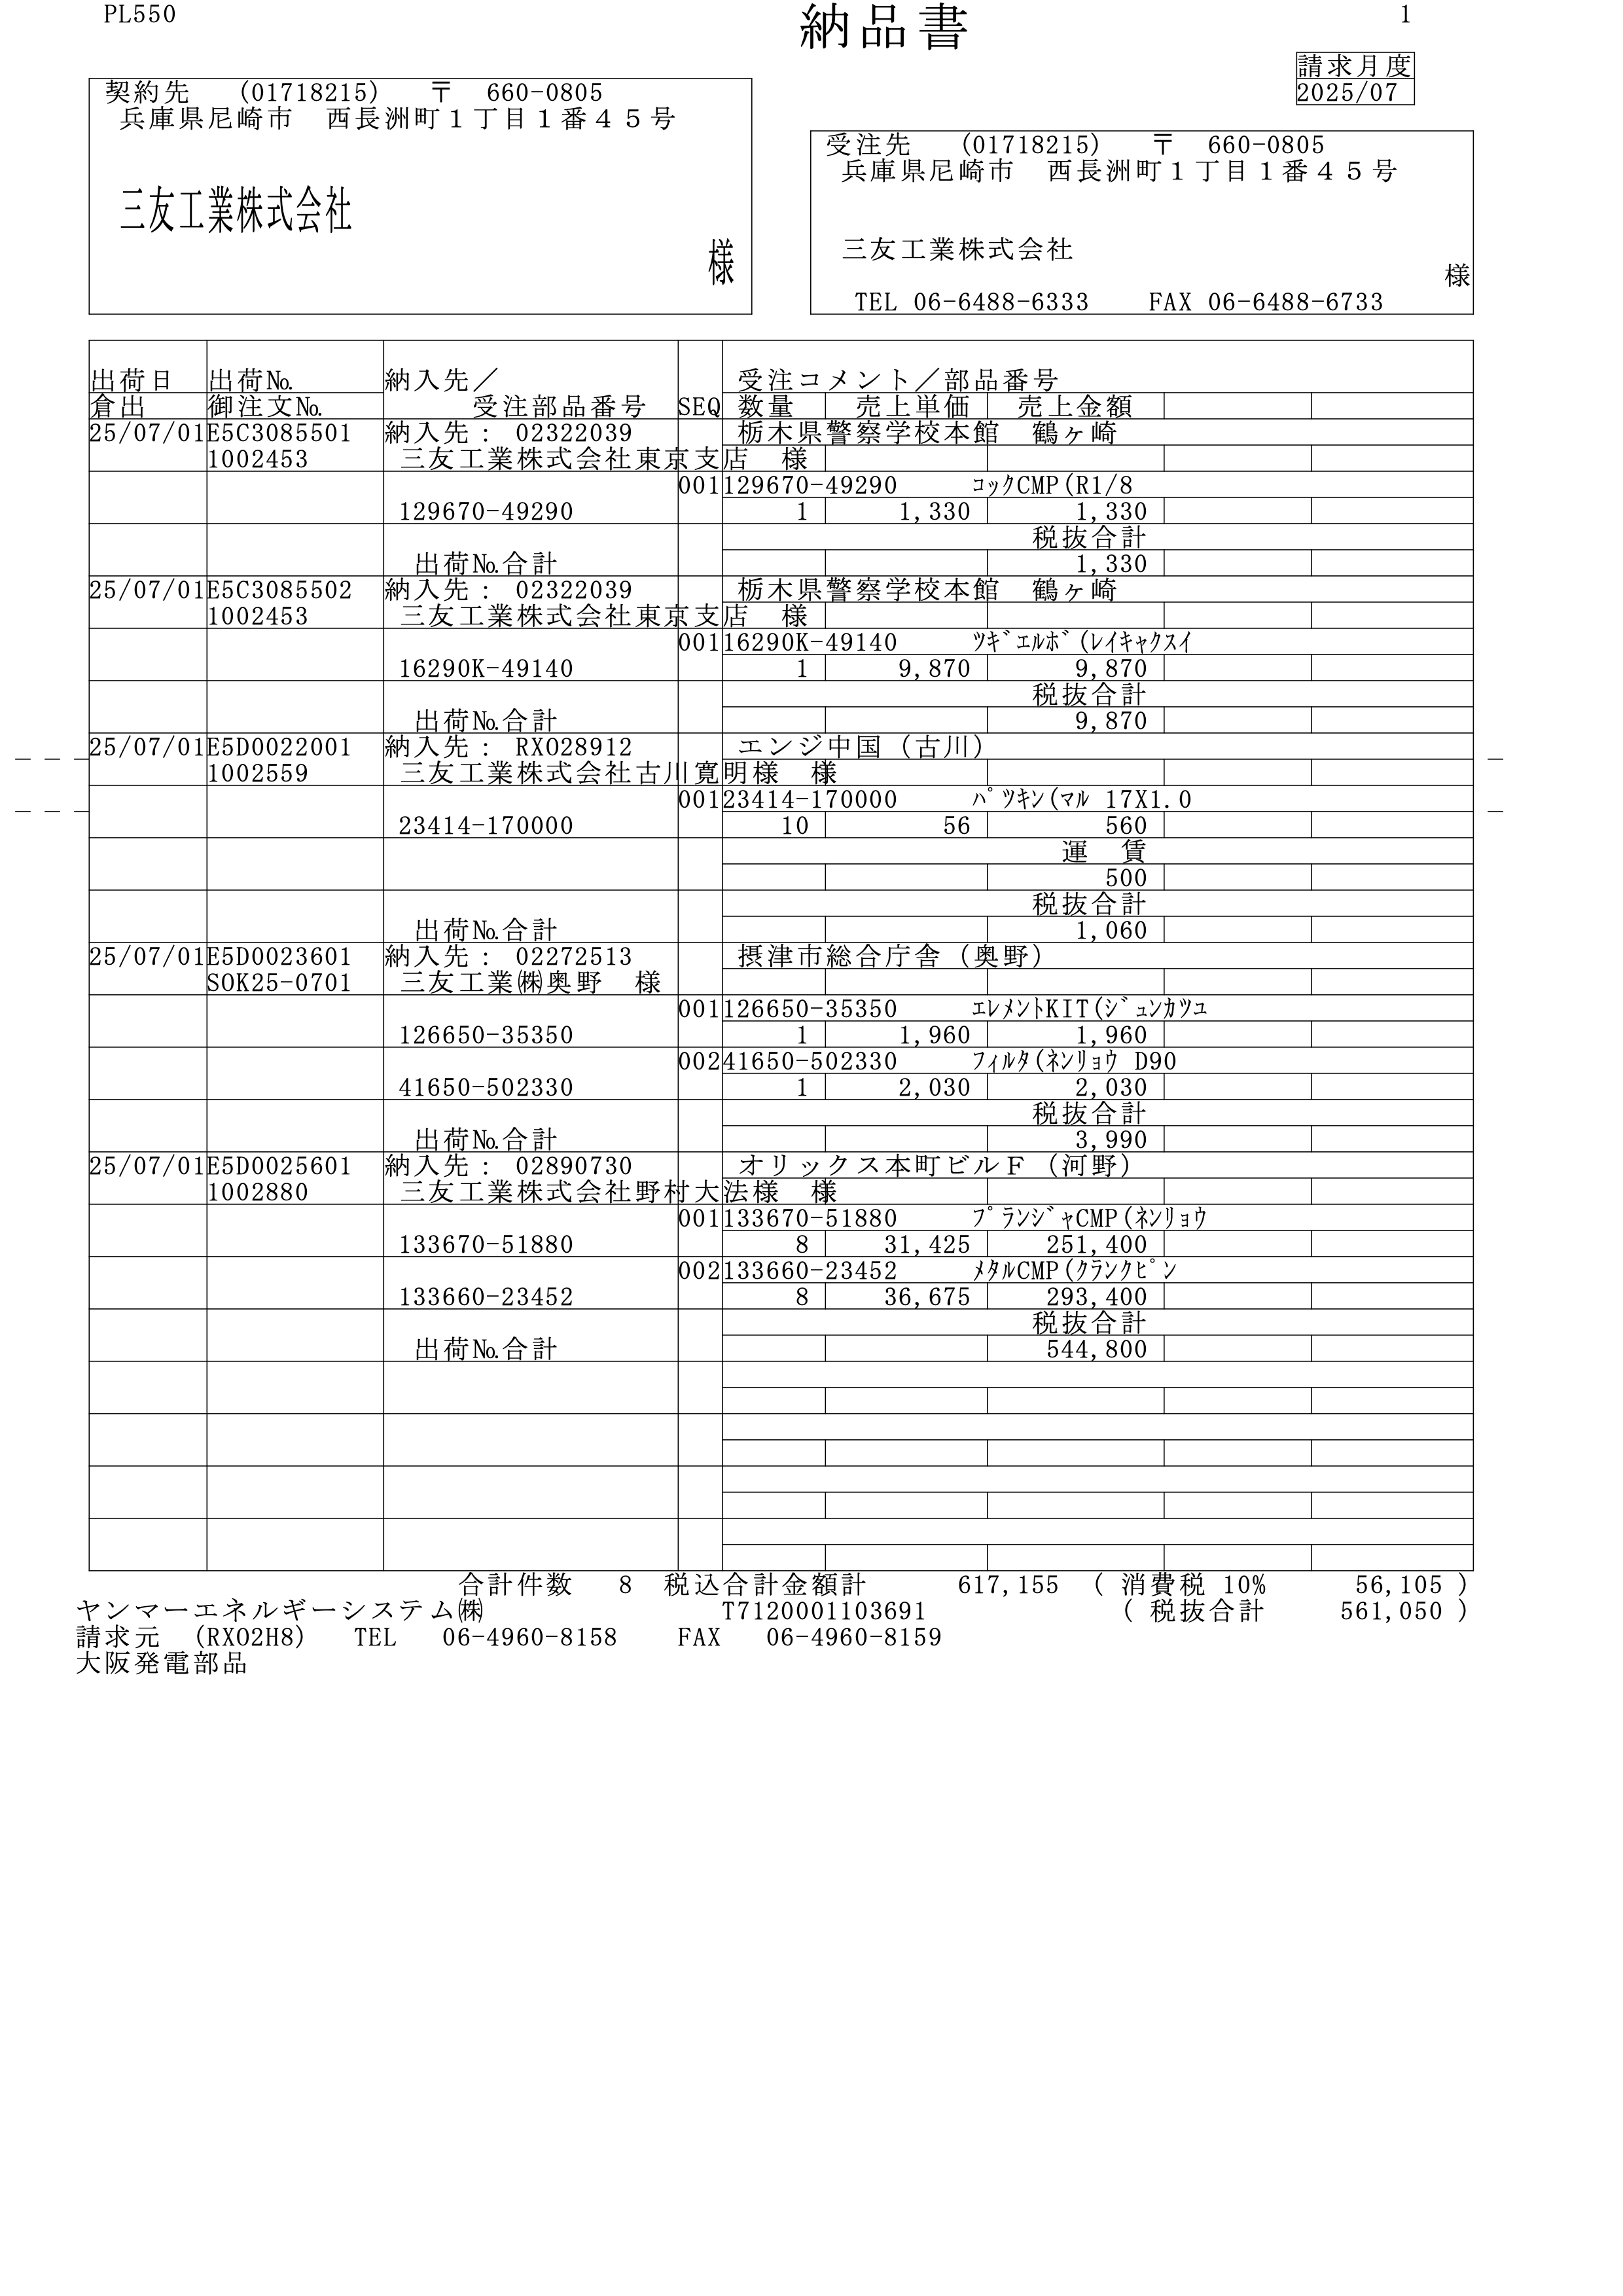 PL550 納品書 1
請求月度
2025/07
契約先 (01718215) 〒 660-0805
兵庫県尼崎市 西長洲町１丁目１番４５号
三友工業株式会社
様
受注先 (01718215) 〒 660-0805
兵庫県尼崎市 西長洲町１丁目１番４５号
三友工業株式会社
様
TEL 06-6488-6333 FAX 06-6488-6733
出荷日 出荷№ 納入先／ 受注コメント／部品番号
倉出 御注文№ 受注部品番号 SEQ 数量 売上単価 売上金額
25/07/01 E5C3085501 納入先： 02322039 栃木県警察学校本館 鶴ヶ崎
1002453 三友工業株式会社東京支店 様
001 129670-49290 ｺｯｸCMP(R1/8
129670-49290 1 1,330 1,330
税抜合計
出荷№合計 1,330
25/07/01 E5C3085502 納入先： 02322039 栃木県警察学校本館 鶴ヶ崎
1002453 三友工業株式会社東京支店 様
001 16290K-49140 ﾂｷﾞｴﾙﾎﾞ(ﾚｲｷｬｸｽｲ
16290K-49140 1 9,870 9,870
税抜合計
出荷№合計 9,870
25/07/01 E5D0022001 納入先： RX028912 エンジ中国（古川）
1002559 三友工業株式会社古川寛明様 様
001 23414-170000 ﾊﾟﾂｷﾝ(ﾏﾙ 17X1.0
23414-170000 10 56 560
運 賃
500
税抜合計
出荷№合計 1,060
25/07/01 E5D0023601 納入先： 02272513 摂津市総合庁舎（奥野）
SOK25-0701 三友工業㈱奥野 様
001 126650-35350 ｴﾚﾒﾝﾄKIT(ｼﾞｭﾝｶﾂﾕ
126650-35350 1 1,960 1,960
002 41650-502330 ﾌｨﾙﾀ(ﾈﾝﾘｮｳ D90
41650-502330 1 2,030 2,030
税抜合計
出荷№合計 3,990
25/07/01 E5D0025601 納入先： 02890730 オリックス本町ビルＦ（河野）
1002880 三友工業株式会社野村大法様 様
001 133670-51880 ﾌﾟﾗﾝｼﾞｬCMP(ﾈﾝﾘｮｳ
133670-51880 8 31,425 251,400
002 133660-23452 ﾒﾀﾙCMP(ｸﾗﾝｸﾋﾟﾝ
133660-23452 8 36,675 293,400
税抜合計
出荷№合計 544,800
合計件数 8 税込合計金額計 617,155 ( 消費税 10% 56,105 )
ヤンマーエネルギーシステム㈱ T7120001103691 ( 税抜合計 561,050 )
請求元 (RX02H8) TEL 06-4960-8158 FAX 06-4960-8159
大阪発電部品